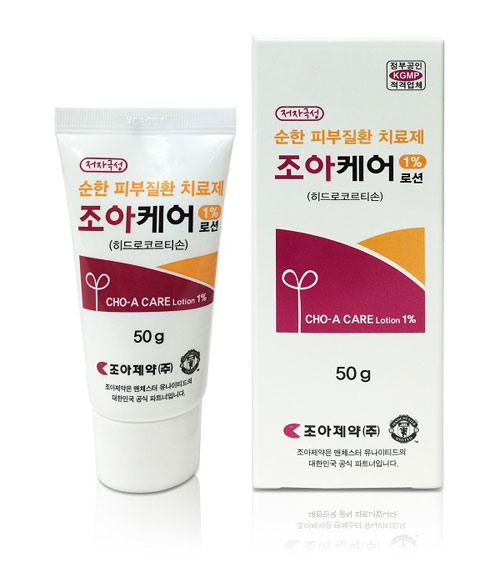 저자극성
순한 피부질환 치료제
조아케어 1% 로션
(히드로코르티손)
CHO-A CARE Lotion 1%
50g
조아제약(주)
조아제약은 맨체스터 유나이티드의
대한민국 공식 파트너입니다.
정부공인
KGMP
적격업체
저자극성
순한 피부질환 치료제
조아케어 1% 로션
(히드로코르티손)
CHO-A CARE Lotion 1%
50g
조아제약(주)
조아제약은 맨체스터 유나이티드의
대한민국 공식 파트너입니다.